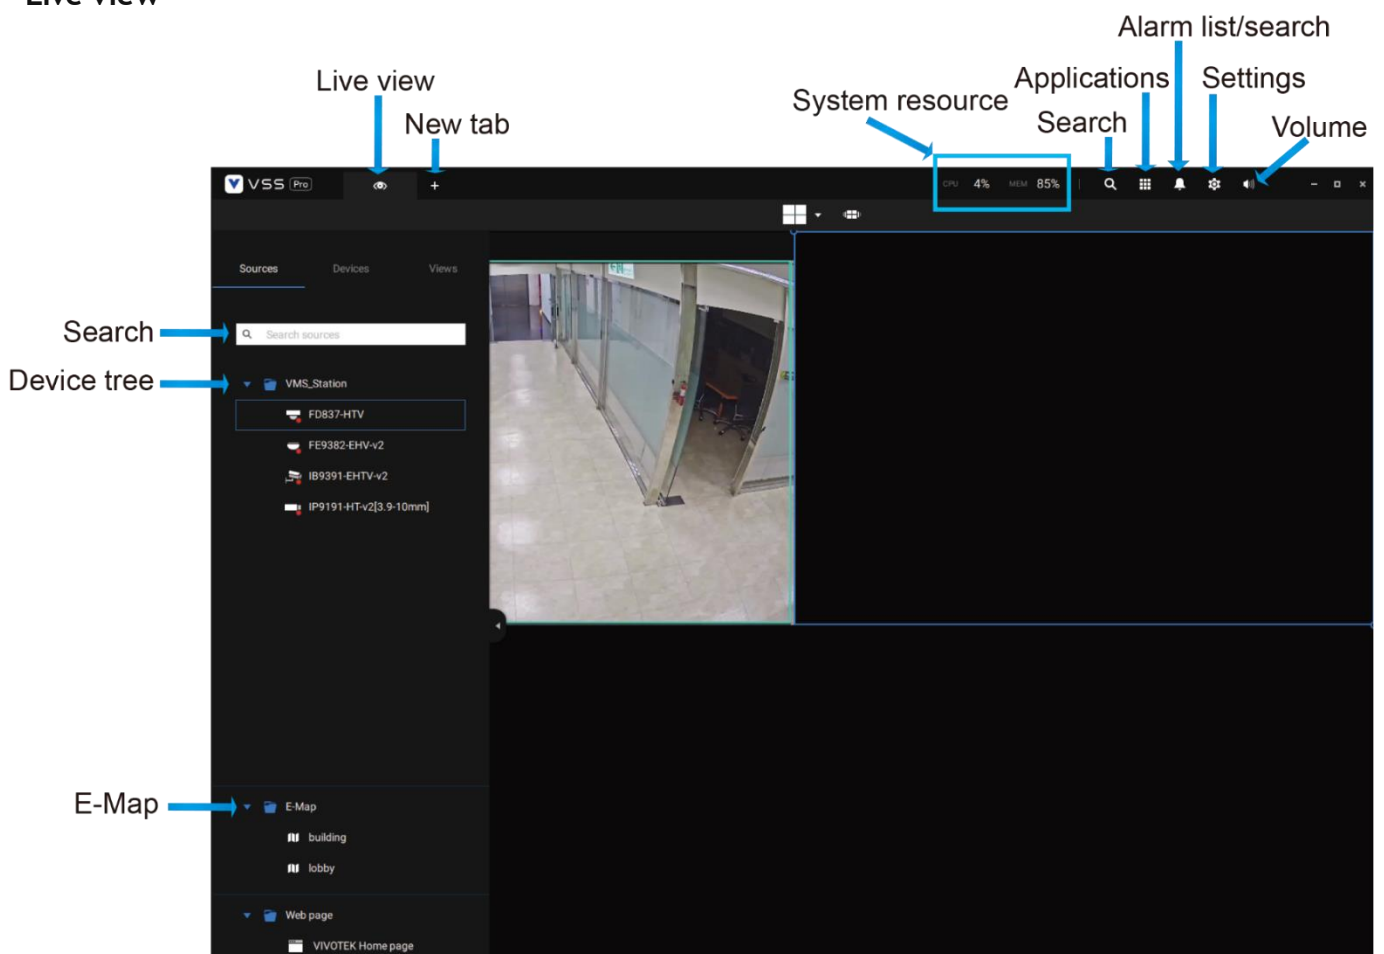 Live view
Alarm list/search
Live view
Applications
Settings
System resource
New tab
Search
Volume
VSS Pro
CPU 4% MEM 85%
Sources Devices Views
Search
Search sources
Device tree
VMS_Station
FD837-HTV
FE9382-EHV-v2
IB9391-EHTV-v2
IP9191-HT-v2[3.9-10mm]
E-Map
E-Map
building
lobby
Web page
VIVOTEK Home page